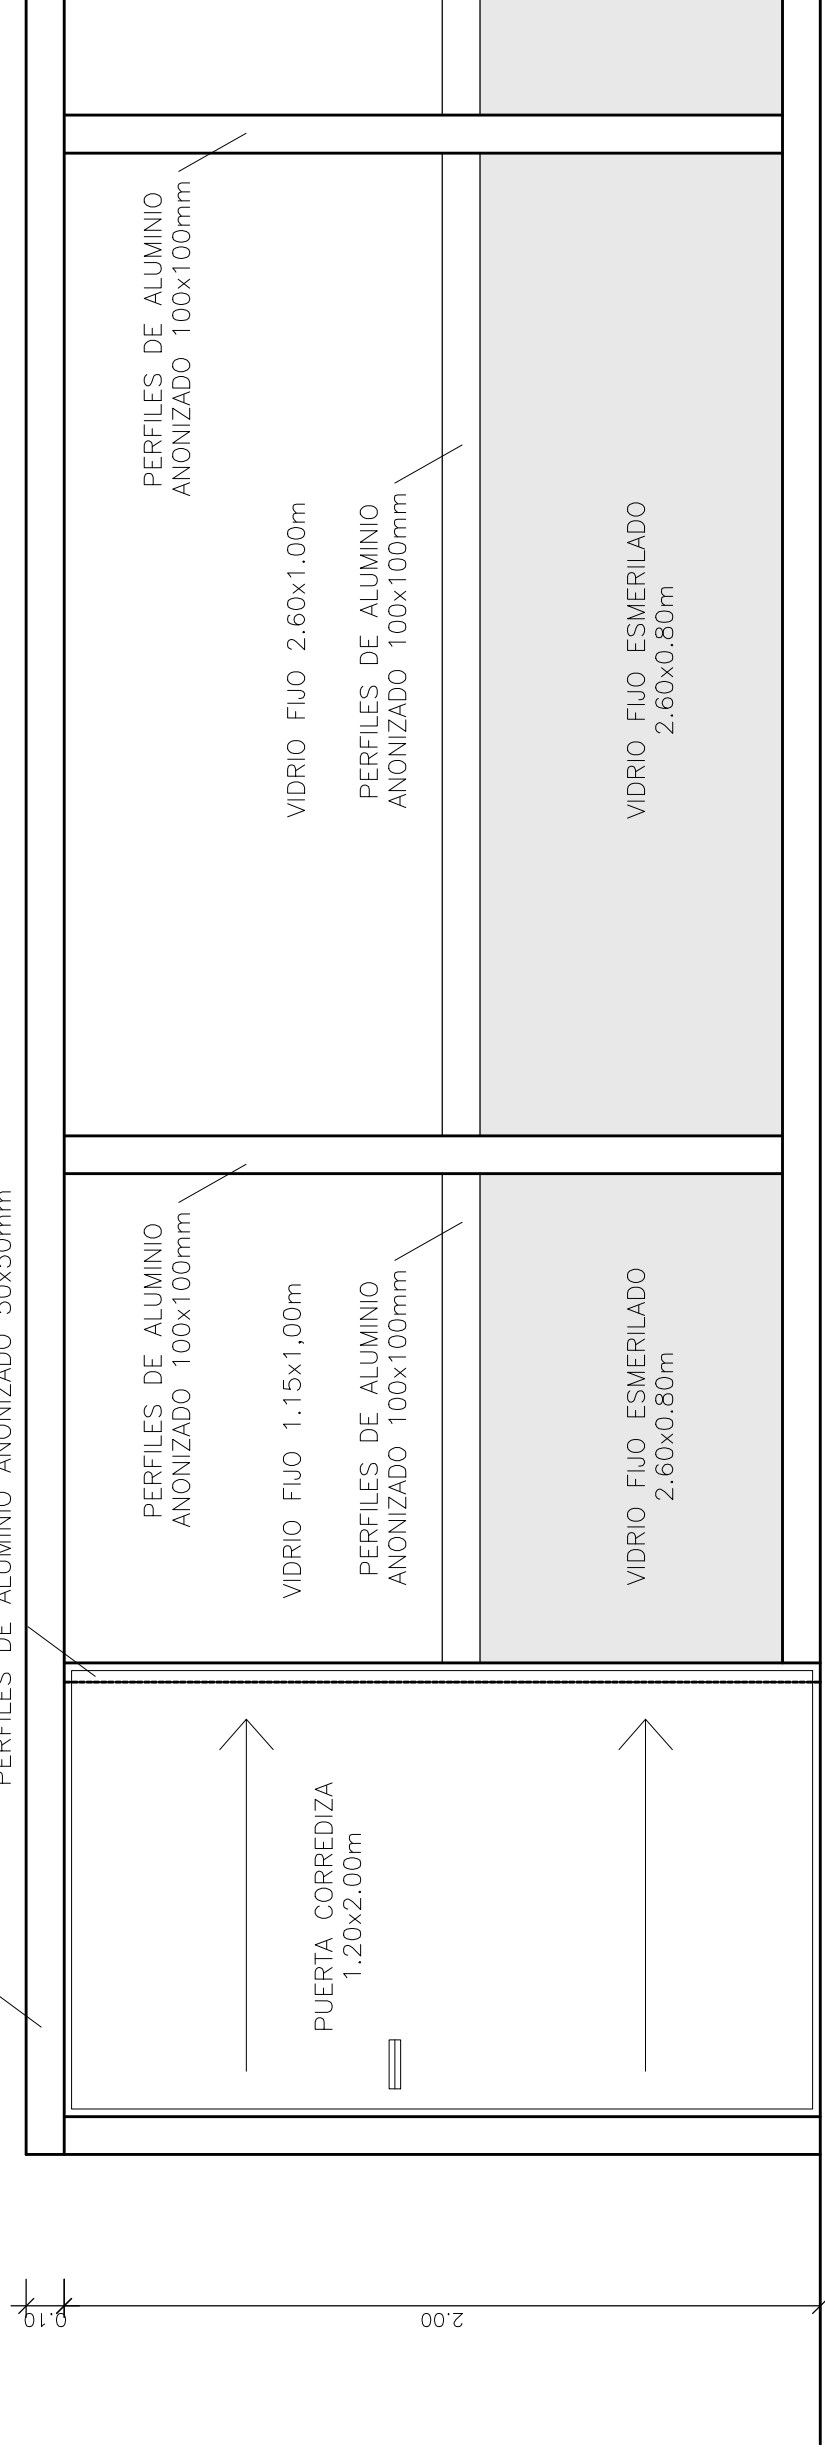 0.10
2.00
PERFILES DE ALUMINIO ANONIZADO 50x50mm
PUERTA CORREDIZA
1.20x2.00m
PERFILES DE ALUMINIO
ANONIZADO 100x100mm
VIDRIO FIJO 1.15x1,00m
PERFILES DE ALUMINIO
ANONIZADO 100x100mm
VIDRIO FIJO ESMERILADO
2.60x0.80m
PERFILES DE ALUMINIO
ANONIZADO 100x100mm
VIDRIO FIJO 2.60x1.00m
PERFILES DE ALUMINIO
ANONIZADO 100x100mm
VIDRIO FIJO ESMERILADO
2.60x0.80m